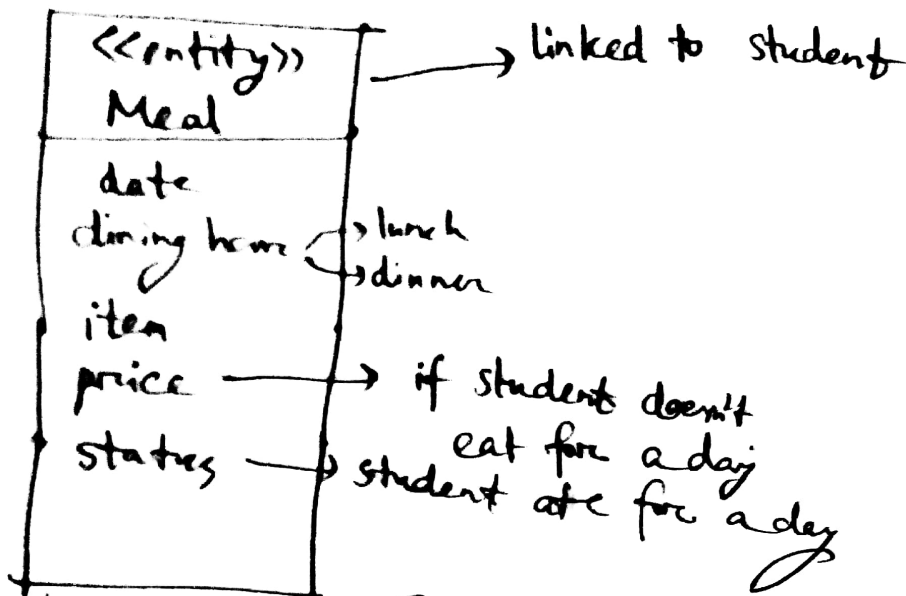 <<entity>>
Meal
linked to student
date
dining hour
lunch
dinner
item
price
if student doesn't
eat for a day
status
student ate for a day